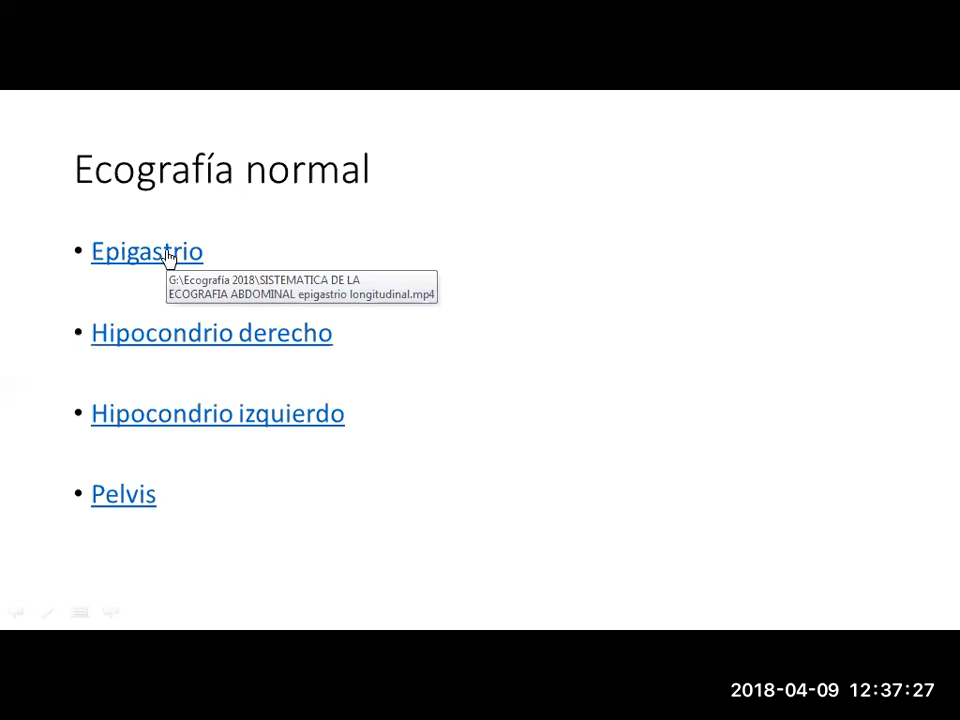 Ecografía normal
• Epigastrio
G:\Ecografía 2018\SISTEMATICA DE LA
ECOGRAFIA ABDOMINAL epigastrio longitudinal.mp4
• Hipocondrio derecho
• Hipocondrio izquierdo
• Pelvis
2018-04-09 12:37:27